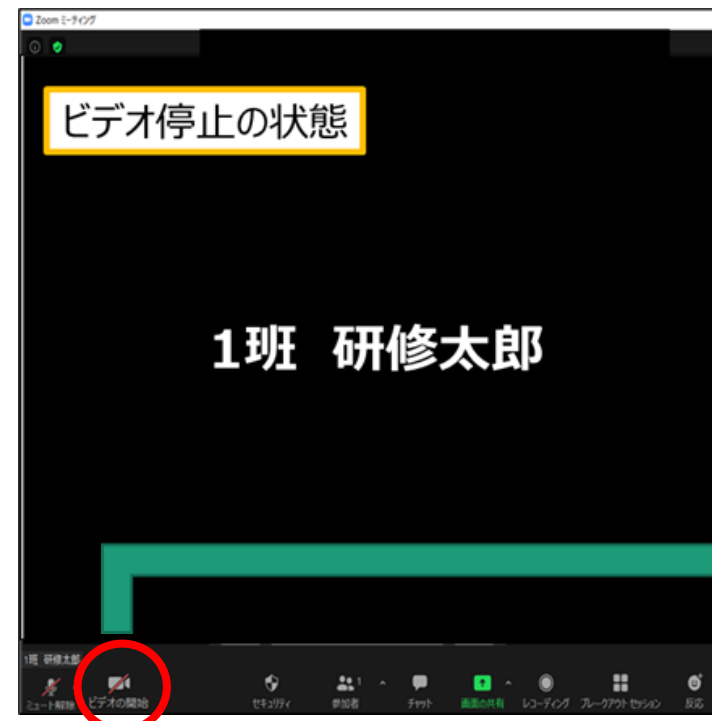 Zoom ミーティング
ビデオ停止の状態
1班 研修太郎
1班 研修太郎
ミュート解除 ビデオの開始 セキュリティ 参加者 1 チャット 画面の共有 レコーディング ブレークアウト セッション 反応